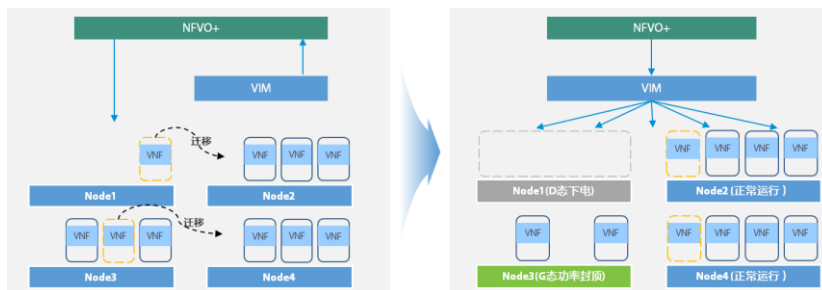 NFVO+
VIM
VNF
迁移
VNF VNF VNF
Node1
Node2
VNF VNF VNF
迁移
VNF VNF VNF
Node3
Node4
NFVO+
VIM
VNF VNF VNF VNF
Node1(D态下电)
Node2 (正常运行 )
VNF VNF
VNF VNF VNF VNF
Node3(G态功率封顶)
Node4 (正常运行 )